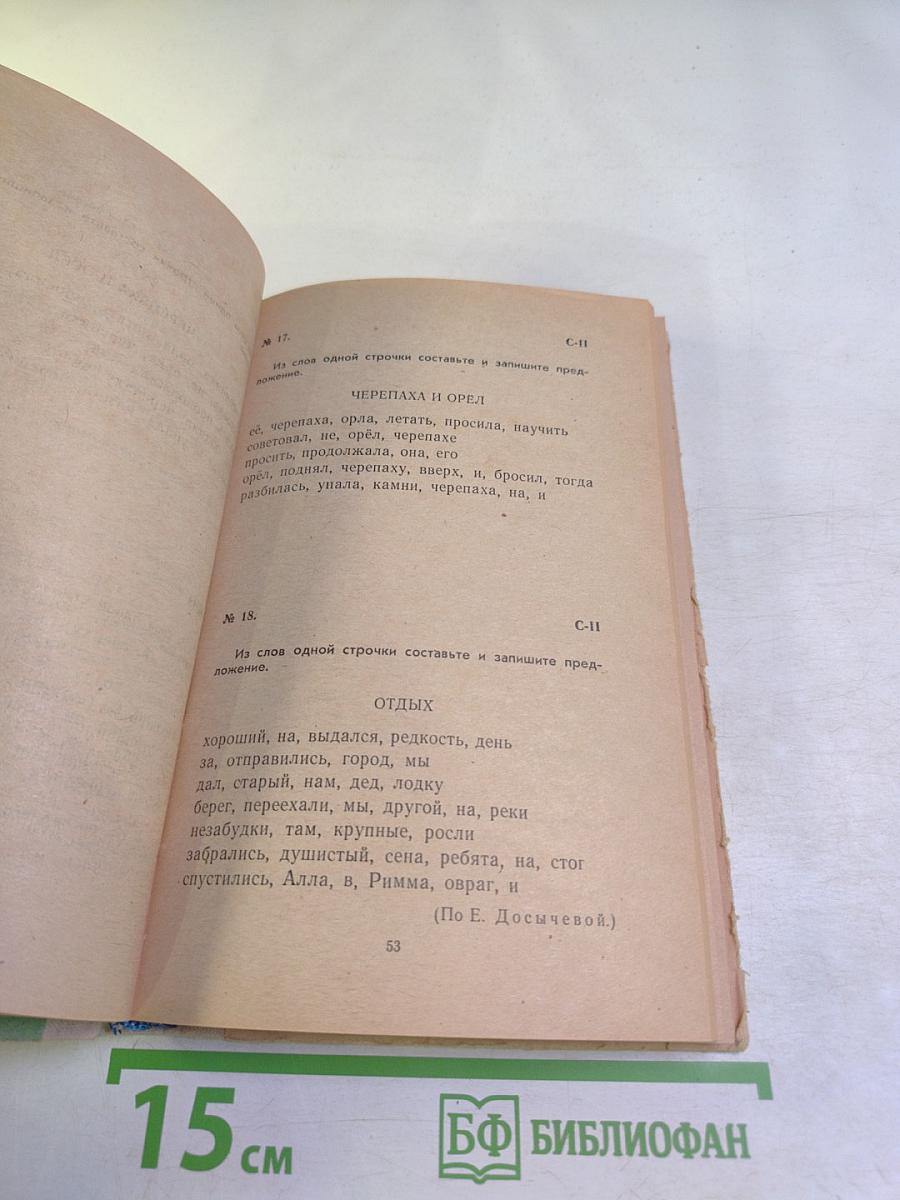 № 17.
С-II
Из слов одной строчки составьте и запишите пред-
ложение.
ЧЕРЕПАХА И ОРЕЛ
её, черепаха, орла, летать, просила, научить
советовал, не, орёл, черепахе
просить, продолжала, она, его
орёл, поднял, черепаху, вверх, и, бросил, тогда
разбилась, упала, камни, черепаха, на, и
№ 18.
С-II
Из слов одной строчки составьте и запишите пред-
ложение.
ОТДЫХ
хороший, на, выдался, редкость, день
за, отправились, город, мы
дал, старый, нам, дед, лодку
берег, переехали, мы, другой, на, реки
незабудки, там, крупные, росли
забрались, душистый, сена, ребята, на, стог
спустились, Алла, в, Римма, овраг, и
(По Е. Досычевой.)
53
15 см
БФ БИБЛИОФАН